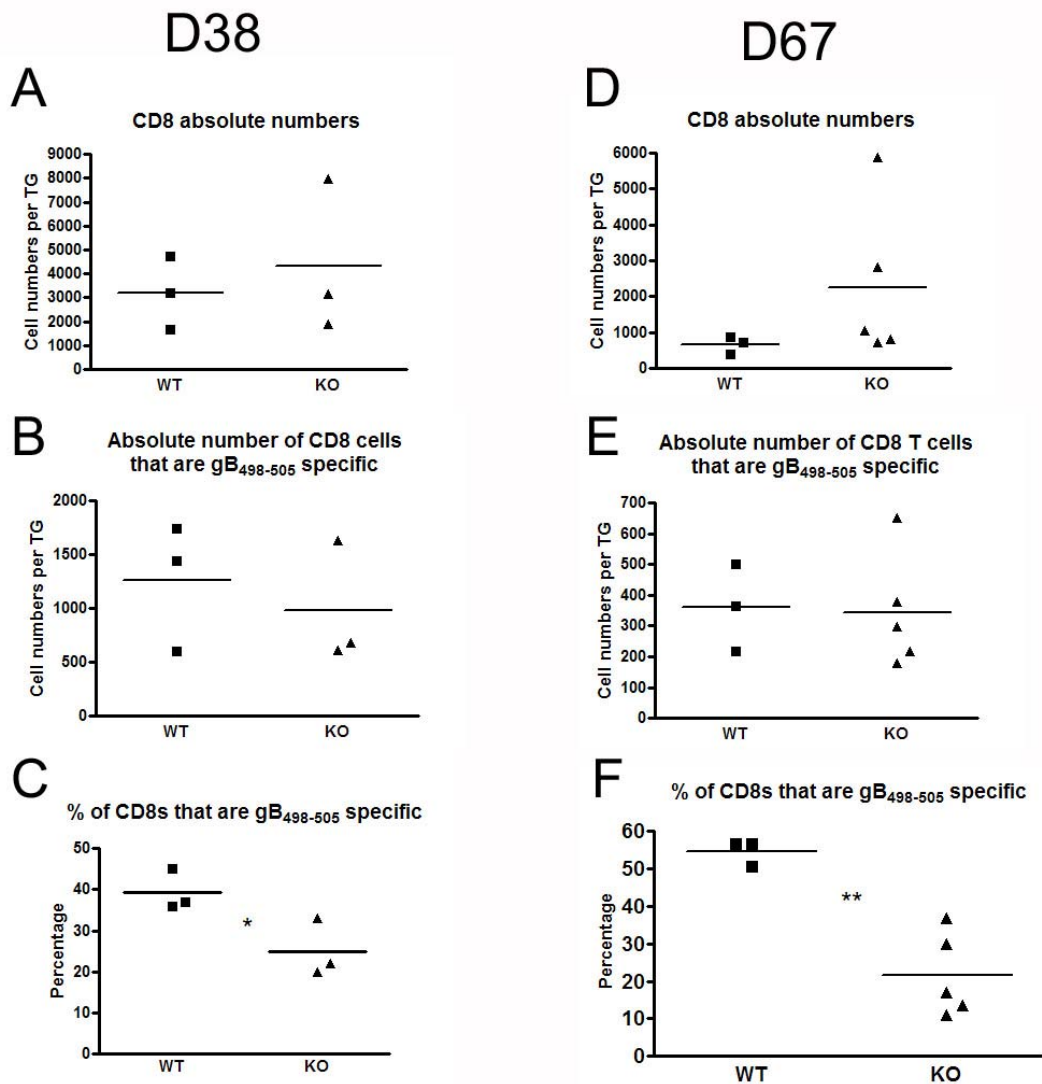 D38
D67
A
CD8 absolute numbers
Cell numbers per TG
9000
8000
7000
6000
5000
4000
3000
2000
1000
0
WT KO
D
CD8 absolute numbers
Cell numbers per TG
6000
5000
4000
3000
2000
1000
0
WT KO
B
Absolute number of CD8 cells
that are gB498-505 specific
Cell numbers per TG
2000
1500
1000
500
0
WT KO
E
Absolute number of CD8 T cells
that are gB498-505 specific
Cell numbers per TG
700
600
500
400
300
200
100
0
WT KO
C
% of CD8s that are gB498-505 specific
Percentage
50
40
30
20
10
0
*
WT KO
F
% of CD8s that are gB498-505 specific
Percentage
60
50
40
30
20
10
0
**
WT KO